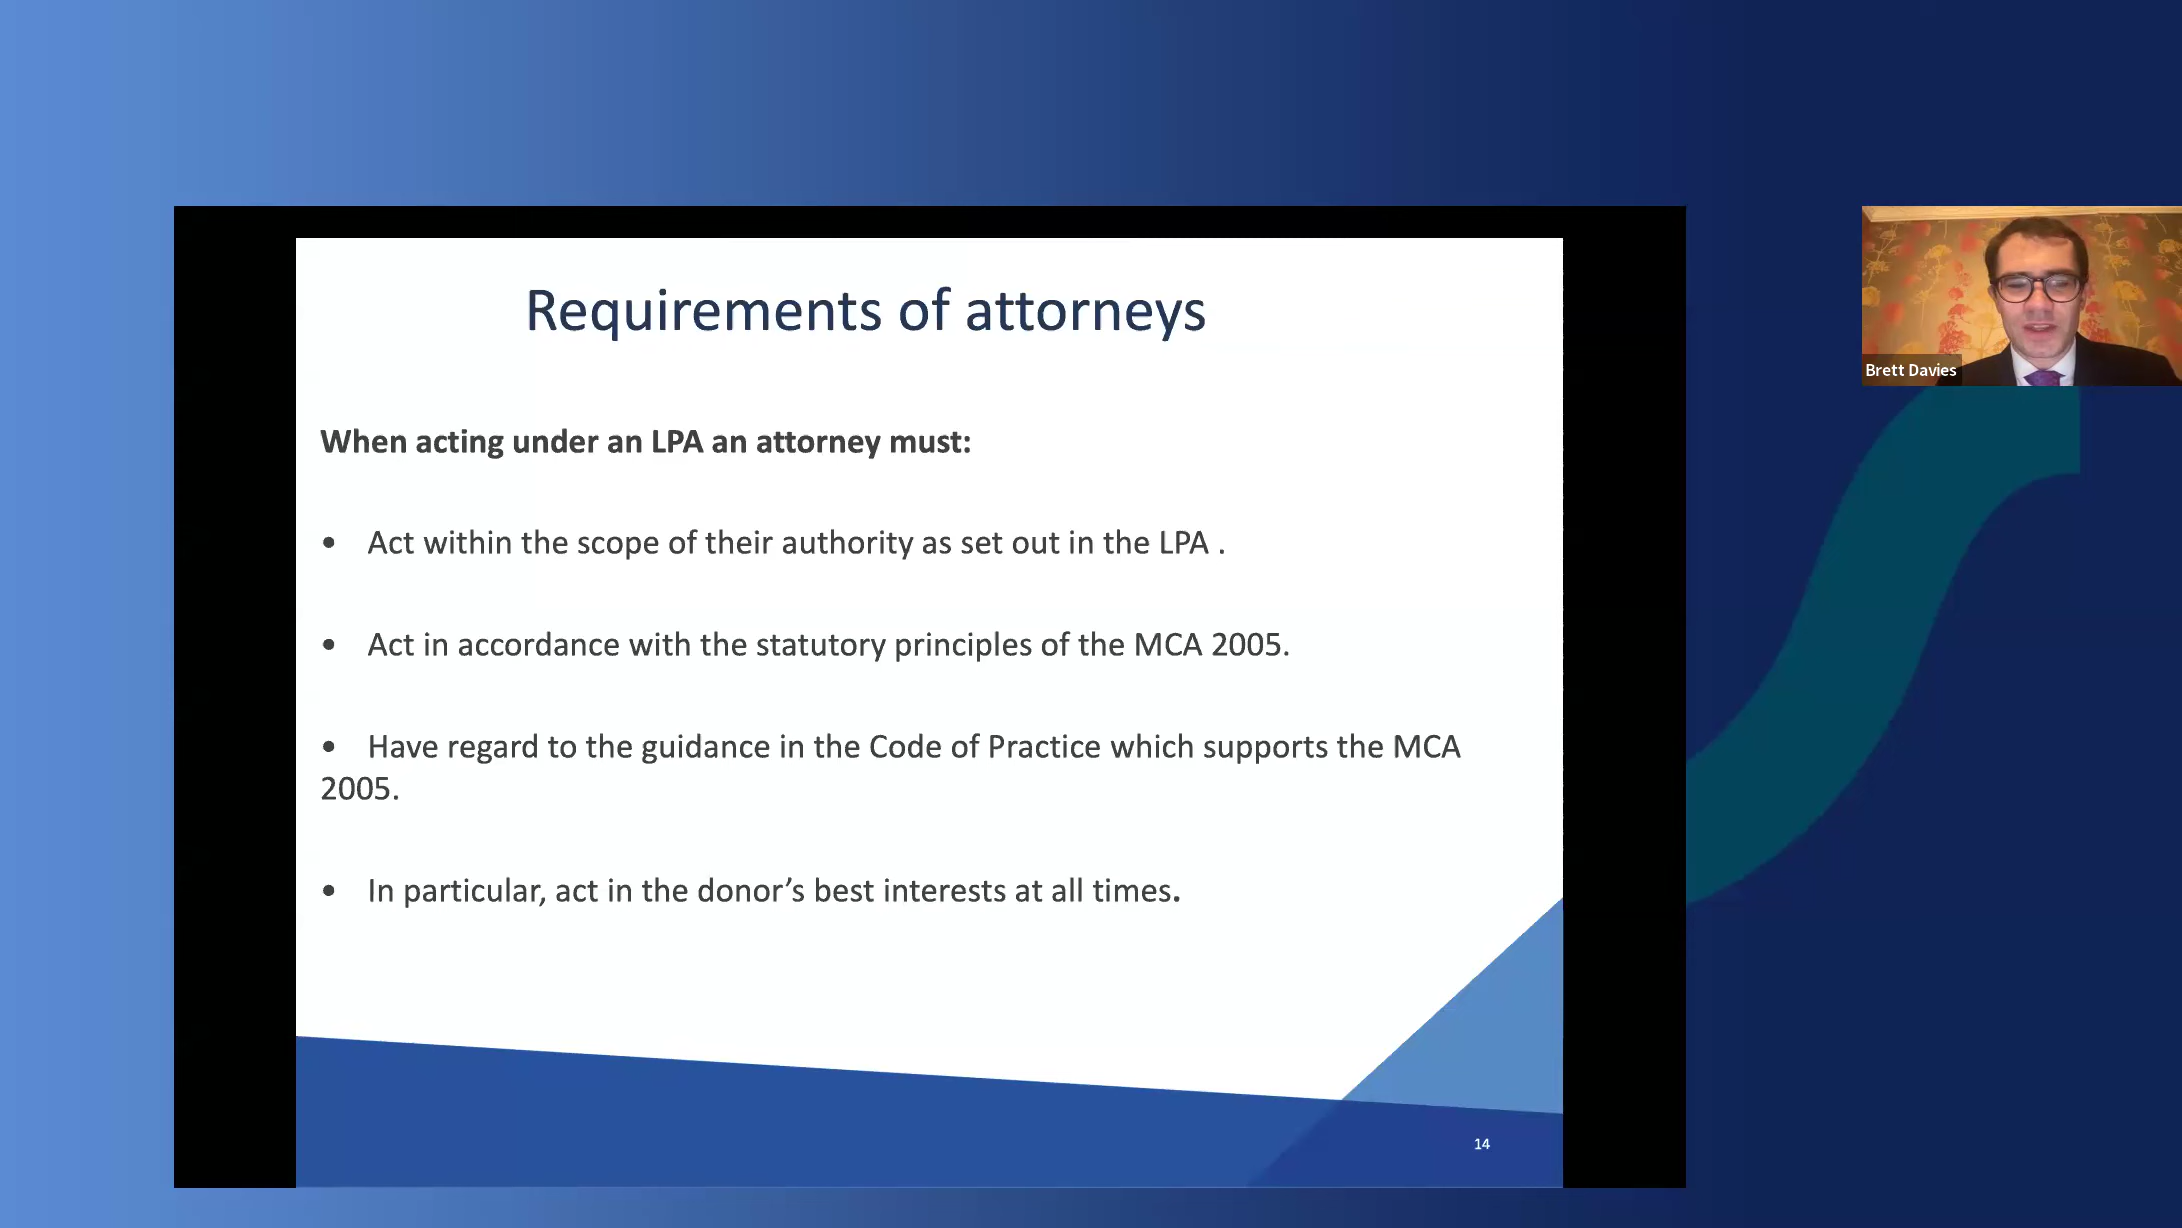 Requirements of attorneys
When acting under an LPA an attorney must:
• Act within the scope of their authority as set out in the LPA .
• Act in accordance with the statutory principles of the MCA 2005.
• Have regard to the guidance in the Code of Practice which supports the MCA
2005.
• In particular, act in the donor’s best interests at all times.
14
Brett Davies